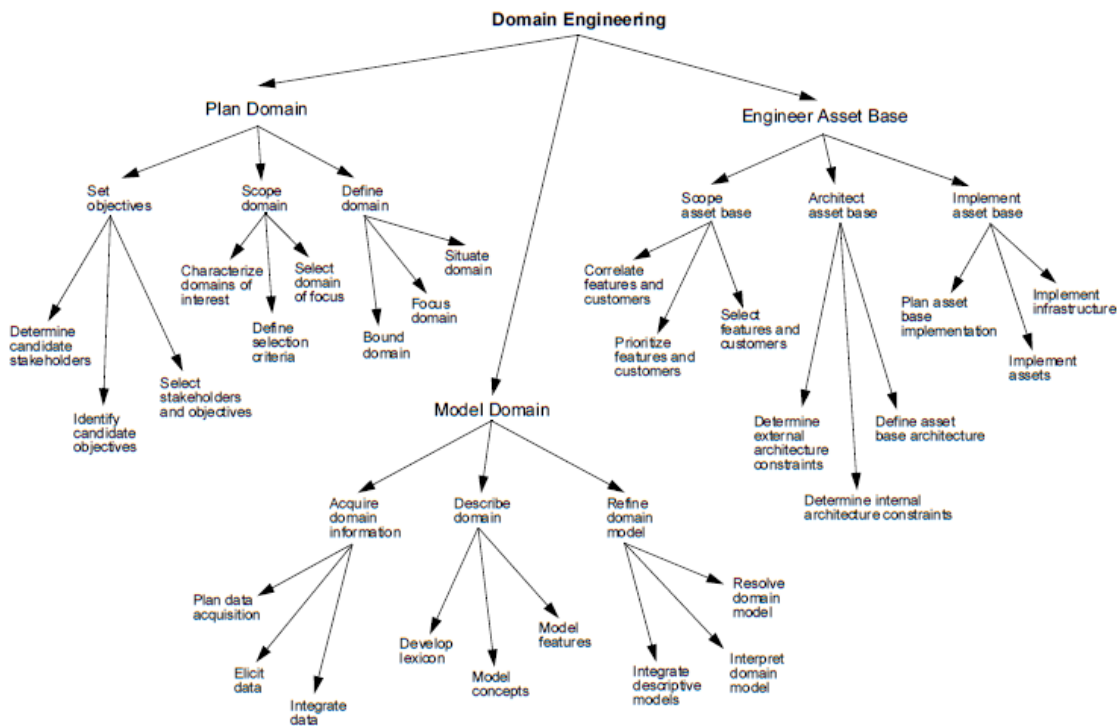 Domain Engineering
Plan Domain
Engineer Asset Base
Set
objectives
Scope
domain
Define
domain
Scope
asset base
Architect
asset base
Implement
asset base
Characterize
domains of
interest
Select
domain
of focus
Situate
domain
Correlate
features and
customers
Determine
candidate
stakeholders
Define
selection
criteria
Bound
domain
Focus
domain
Prioritize
features and
customers
Select
features and
customers
Plan asset
base
implementation
Implement
infrastructure
Implement
assets
Identify
candidate
objectives
Select
stakeholders
and objectives
Model Domain
Determine
external
architecture
constraints
Define asset
base architecture
Determine internal
architecture constraints
Acquire
domain
information
Describe
domain
Refine
domain
model
Plan data
acquisition
Elicit
data
Integrate
data
Develop
lexicon
Model
concepts
Model
features
Integrate
descriptive
models
Interpret
domain
model
Resolve
domain
model